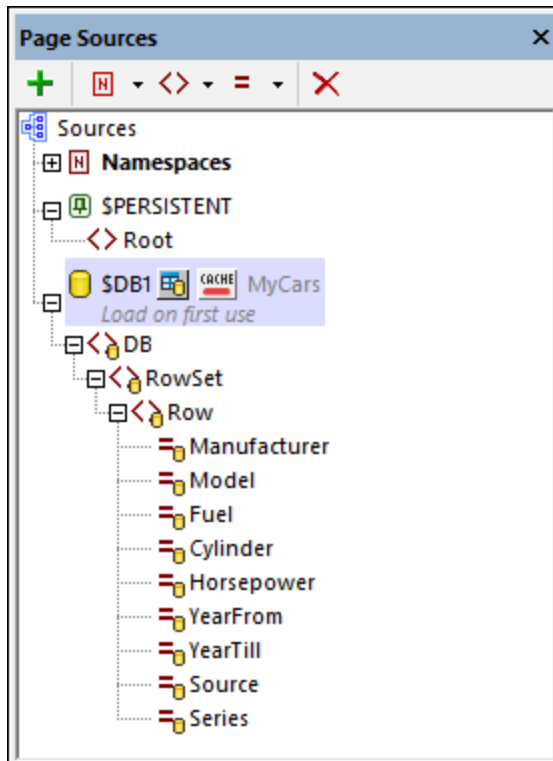 Page Sources
Sources
Namespaces
$PERSISTENT
Root
$DB1 CACHE MyCars
Load on first use
DB
RowSet
Row
Manufacturer
Model
Fuel
Cylinder
Horsepower
YearFrom
YearTill
Source
Series